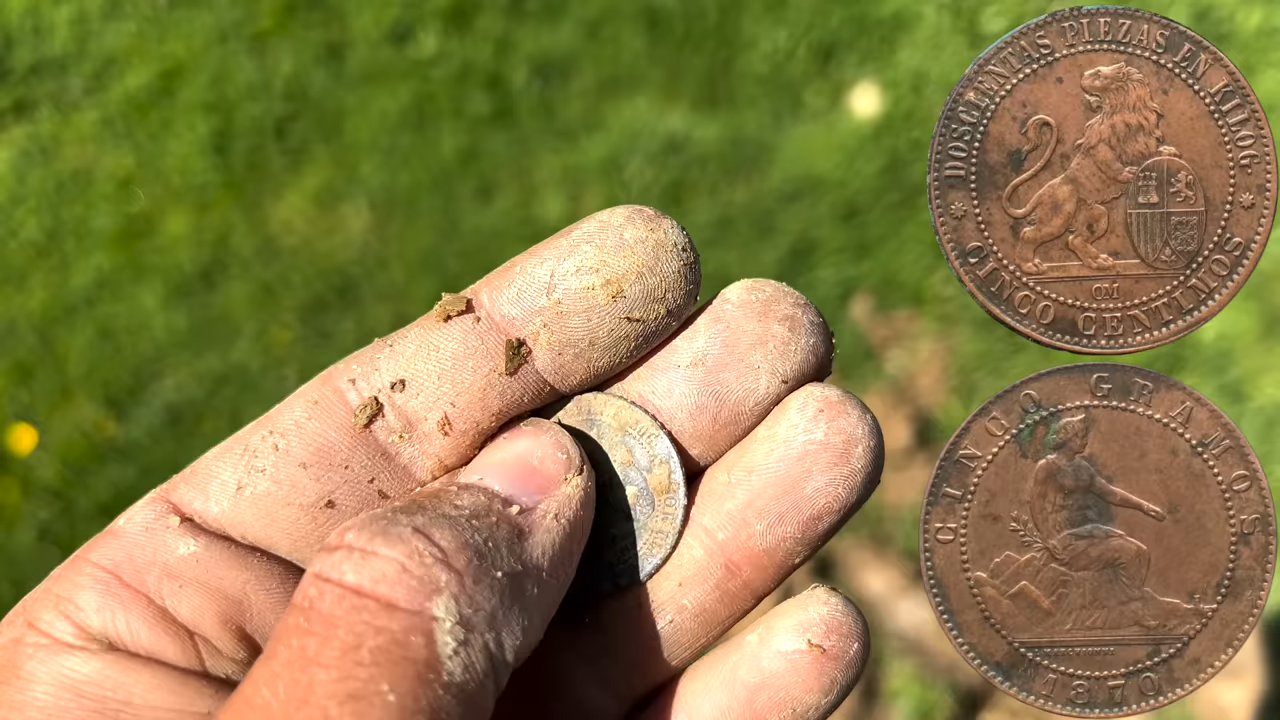 DOSCIENTAS PIEZAS EN KILOG
CINCO CENTIMOS
OM
CINCO GRAMOS
1870